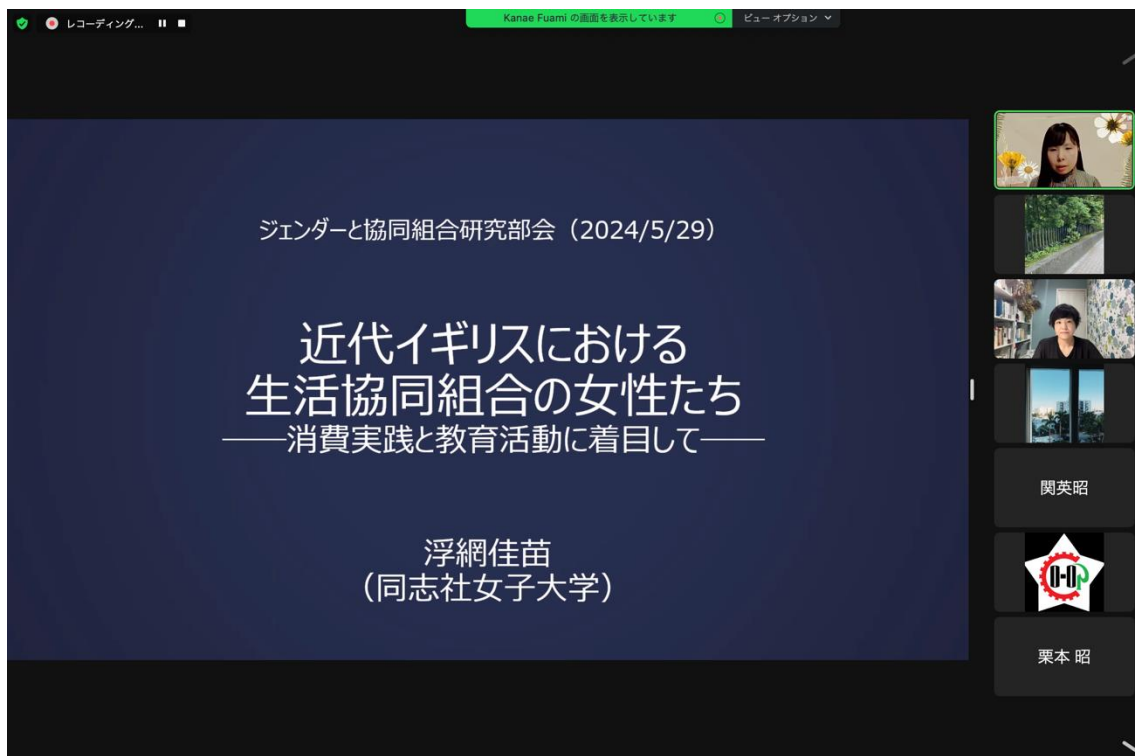 レコーディング...
Kanae Fuami の画面を表示しています
ビュー オプション
ジェンダーと協同組合研究部会（2024/5/29）
近代イギリスにおける
生活協同組合の女性たち
――消費実践と教育活動に着目して――
浮網佳苗
（同志社女子大学）
関英昭
栗本 昭